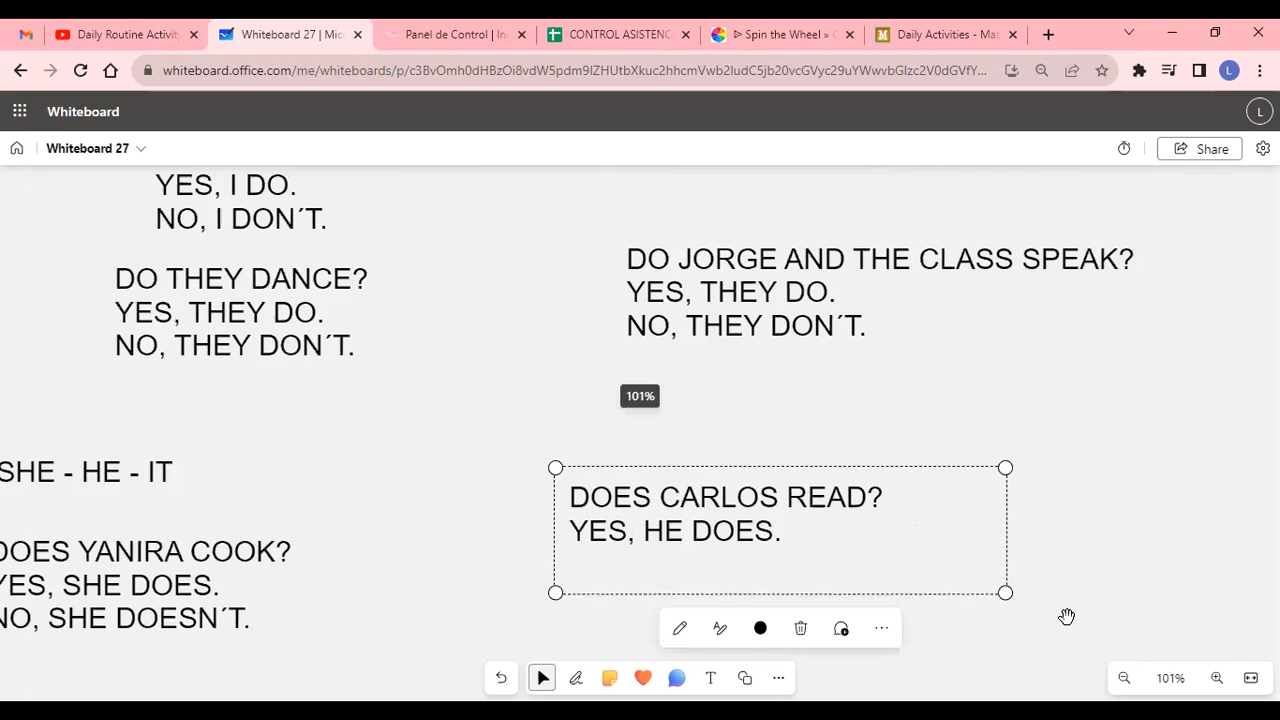 Daily Routine Activity
Whiteboard 27 | Mic
Panel de Control | In
CONTROL ASISTENC
Spin the Wheel »
Daily Activities - Ma
whiteboard.office.com/me/whiteboards/p/
L
Whiteboard
L
Whiteboard 27
Share
YES, I DO.
NO, I DON´T.
DO THEY DANCE?
YES, THEY DO.
NO, THEY DON´T.
DO JORGE AND THE CLASS SPEAK?
YES, THEY DO.
NO, THEY DON´T.
101%
SHE - HE - IT
DOES YANIRA COOK?
YES, SHE DOES.
NO, SHE DOESN´T.
DOES CARLOS READ?
YES, HE DOES.
101%